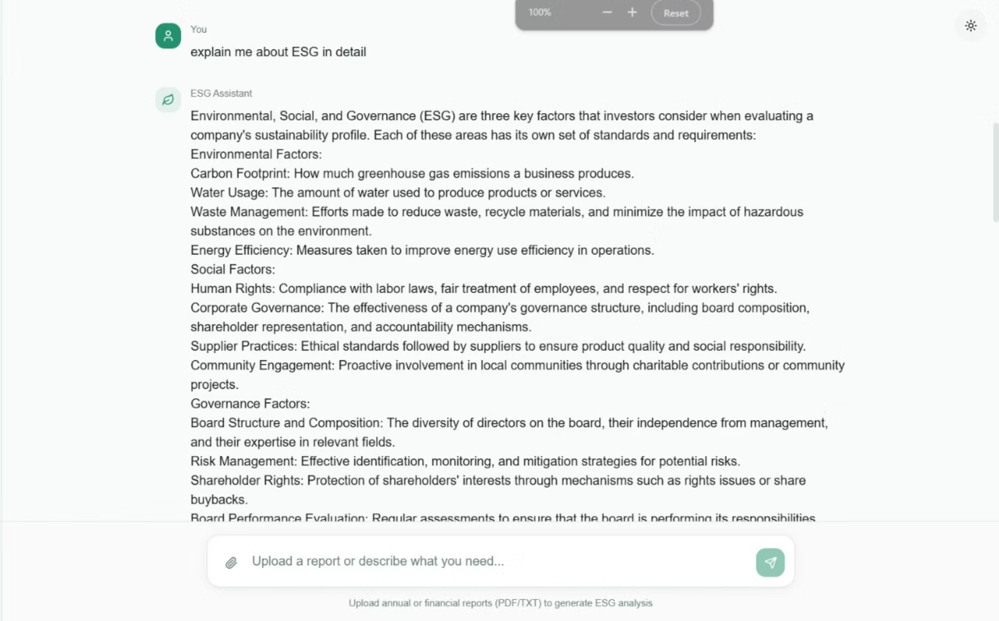 100%
Reset
You
explain me about ESG in detail
ESG Assistant
Environmental, Social, and Governance (ESG) are three key factors that investors consider when evaluating a
company's sustainability profile. Each of these areas has its own set of standards and requirements:
Environmental Factors:
Carbon Footprint: How much greenhouse gas emissions a business produces.
Water Usage: The amount of water used to produce products or services.
Waste Management: Efforts made to reduce waste, recycle materials, and minimize the impact of hazardous
substances on the environment.
Energy Efficiency: Measures taken to improve energy use efficiency in operations.
Social Factors:
Human Rights: Compliance with labor laws, fair treatment of employees, and respect for workers' rights.
Corporate Governance: The effectiveness of a company's governance structure, including board composition,
shareholder representation, and accountability mechanisms.
Supplier Practices: Ethical standards followed by suppliers to ensure product quality and social responsibility.
Community Engagement: Proactive involvement in local communities through charitable contributions or community
projects.
Governance Factors:
Board Structure and Composition: The diversity of directors on the board, their independence from management,
and their expertise in relevant fields.
Risk Management: Effective identification, monitoring, and mitigation strategies for potential risks.
Shareholder Rights: Protection of shareholders' interests through mechanisms such as rights issues or share
buybacks.
Board Performance Evaluation: Regular assessments to ensure that the board is performing its responsibilities
Upload a report or describe what you need...
Upload annual or financial reports (PDF/TXT) to generate ESG analysis